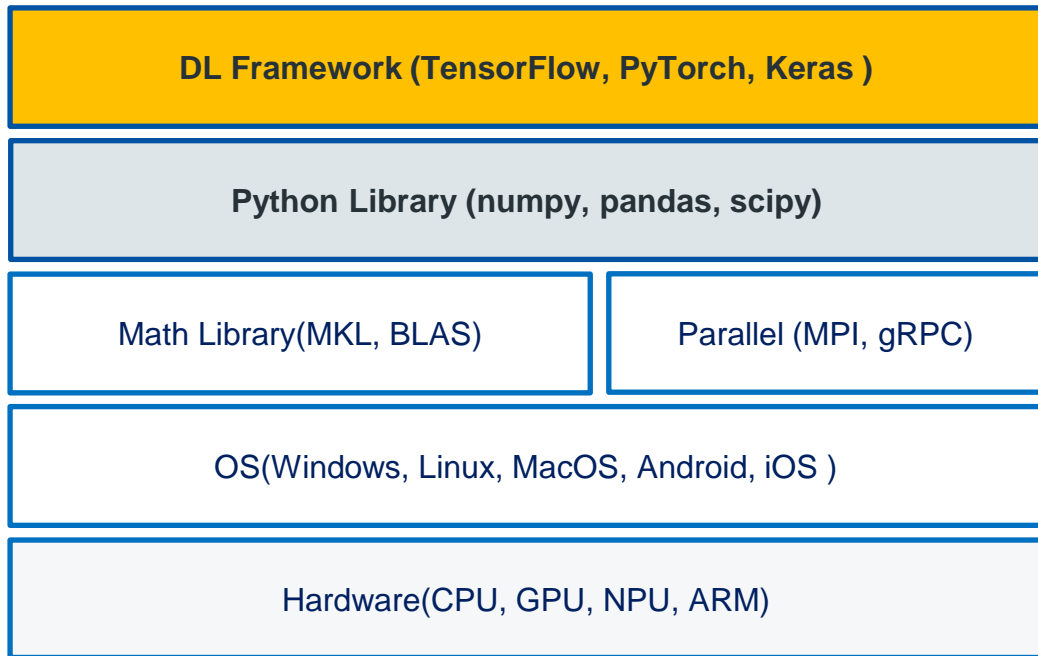 DL Framework (TensorFlow, PyTorch, Keras )
Python Library (numpy, pandas, scipy)
Math Library(MKL, BLAS)
Parallel (MPI, gRPC)
OS(Windows, Linux, MacOS, Android, iOS )
Hardware(CPU, GPU, NPU, ARM)